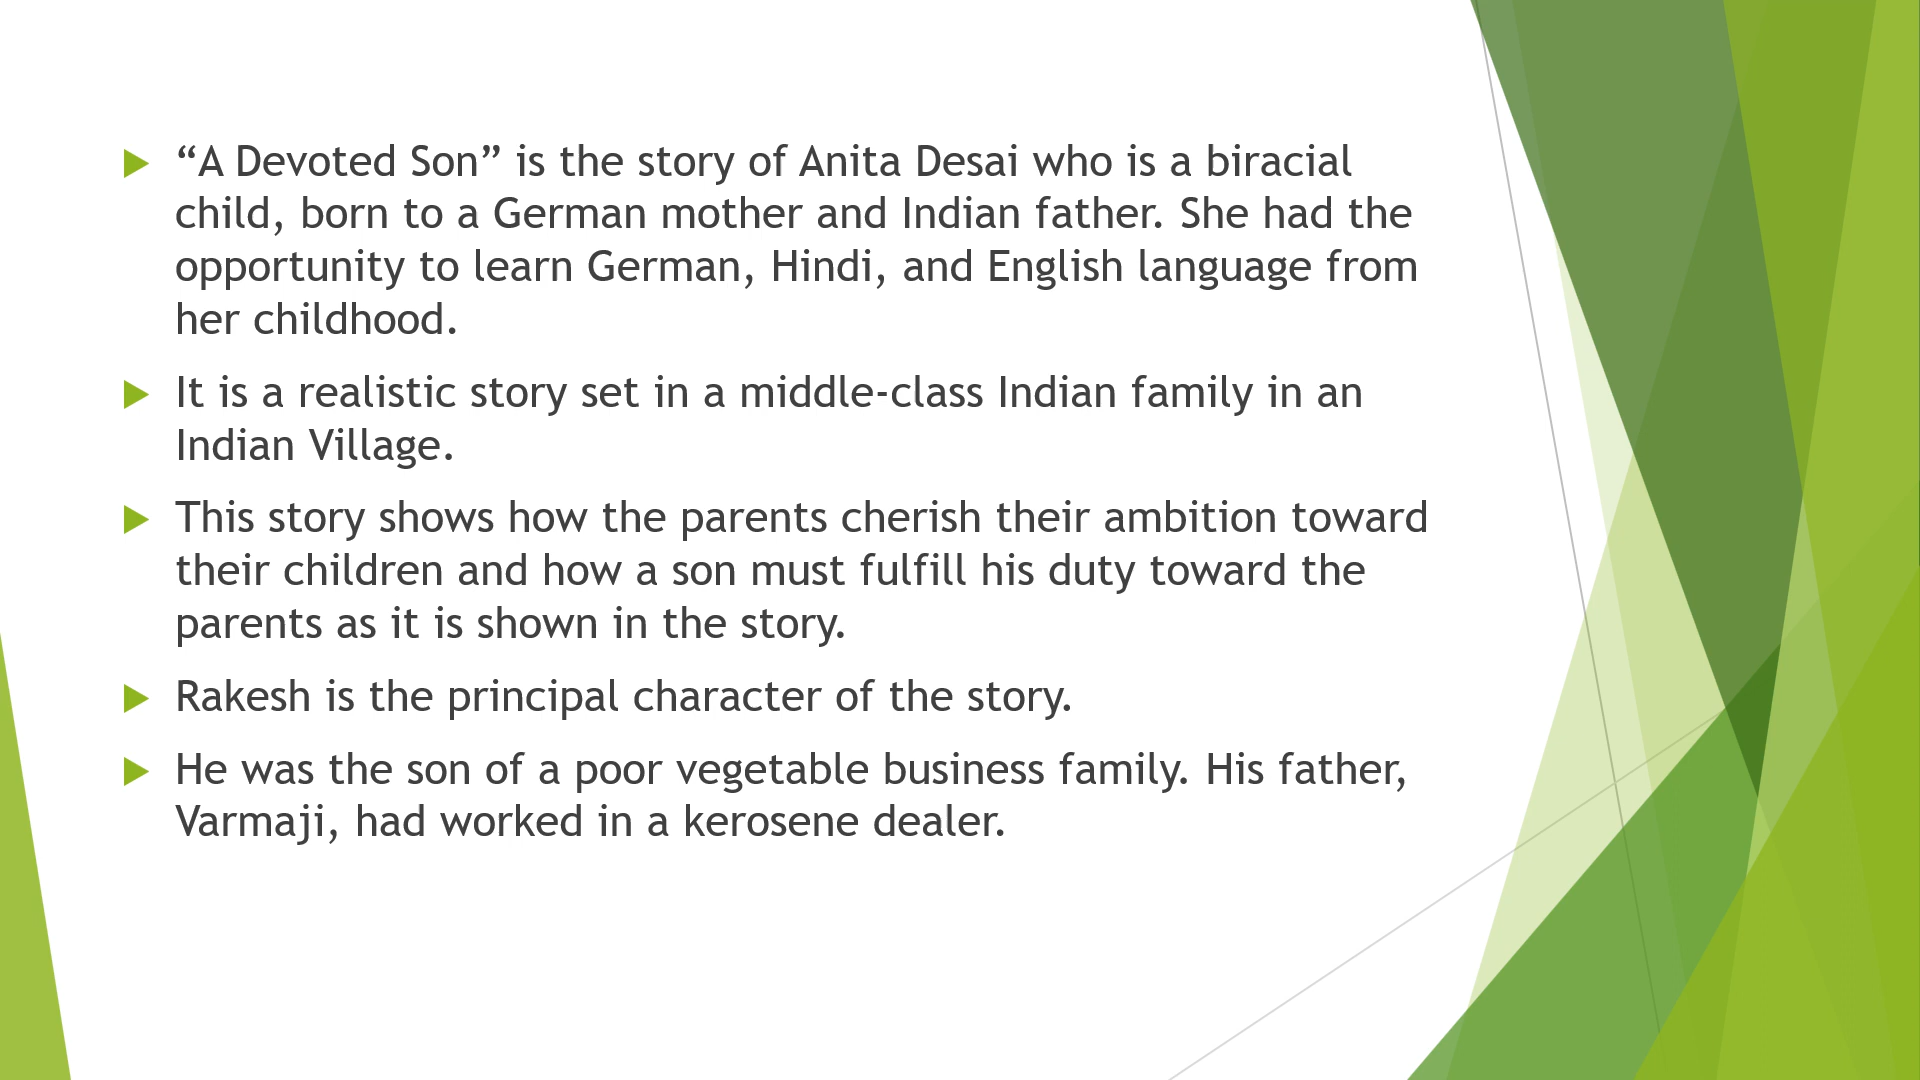 “A Devoted Son” is the story of Anita Desai who is a biracial
child, born to a German mother and Indian father. She had the
opportunity to learn German, Hindi, and English language from
her childhood.
It is a realistic story set in a middle-class Indian family in an
Indian Village.
This story shows how the parents cherish their ambition toward
their children and how a son must fulfill his duty toward the
parents as it is shown in the story.
Rakesh is the principal character of the story.
He was the son of a poor vegetable business family. His father,
Varmaji, had worked in a kerosene dealer.